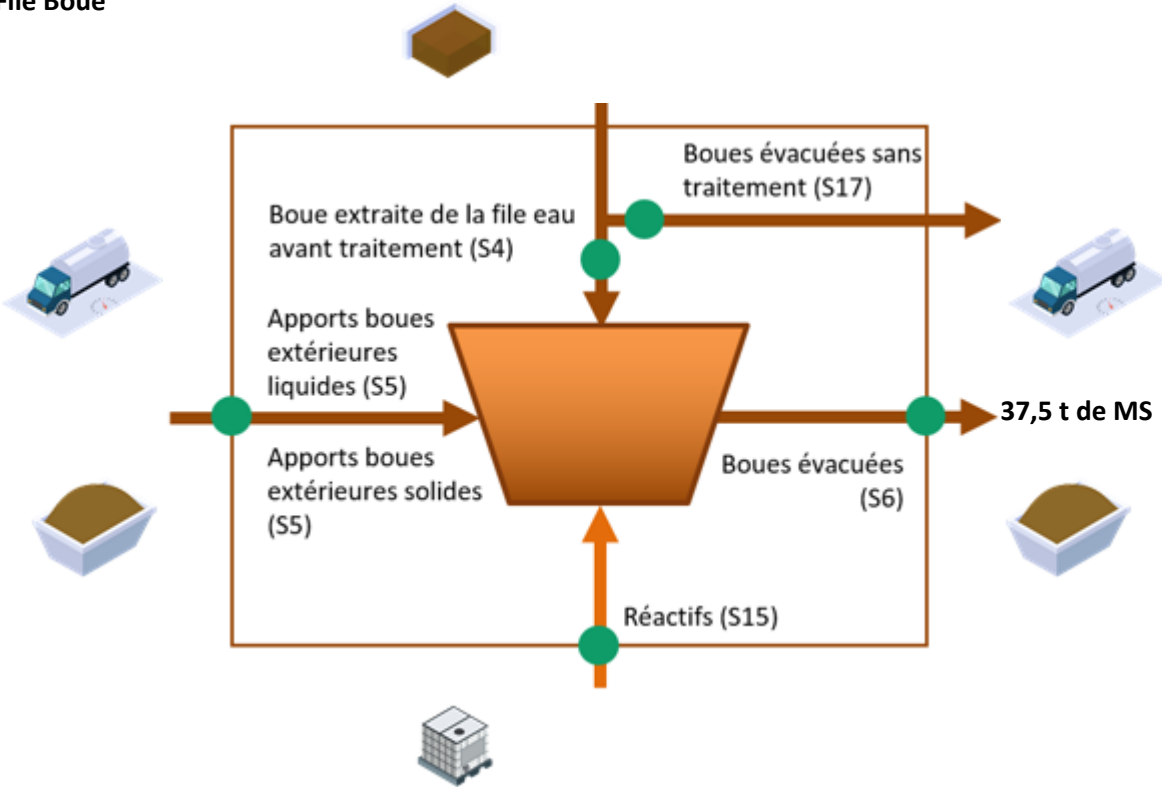 File Boue
Boues évacuées sans
traitement (S17)
Boue extraite de la file eau
avant traitement (S4)
Apports boues
extérieures
liquides (S5)
37,5 t de MS
Apports boues
extérieures solides
(S5)
Boues évacuées
(S6)
Réactifs (S15)